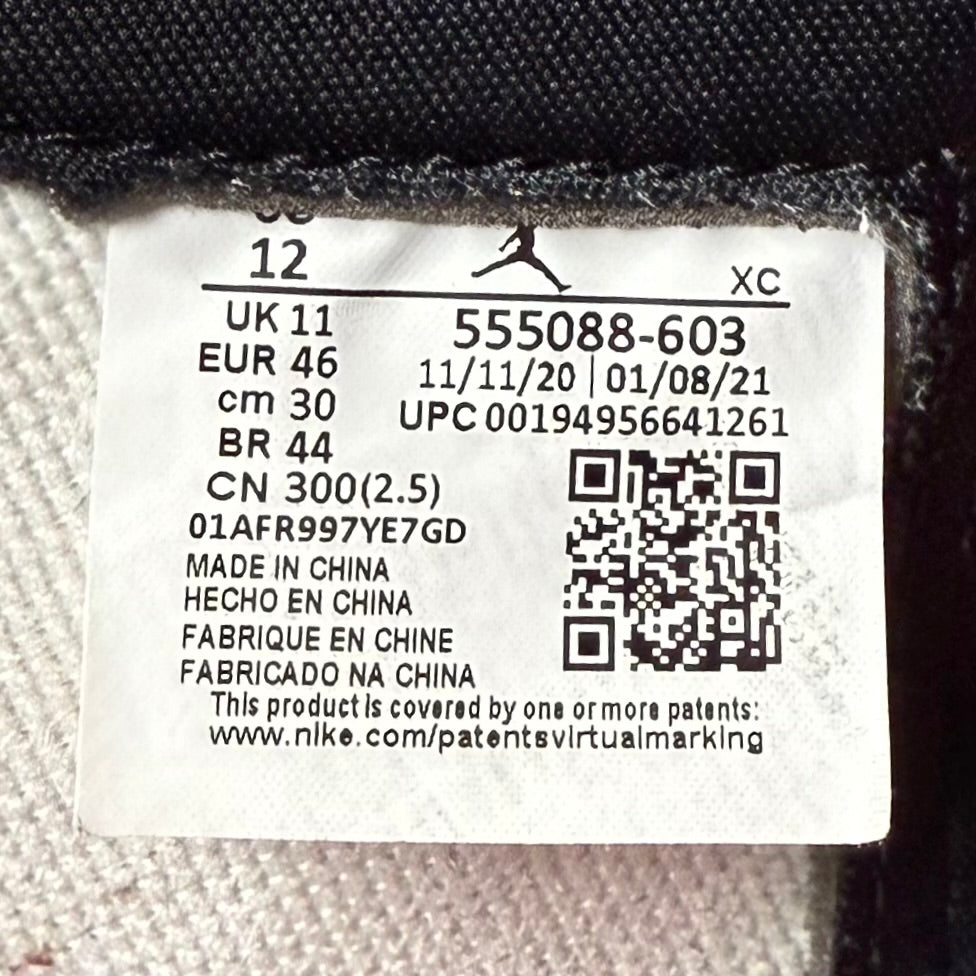 12
XC
UK 11
555088-603
EUR 46
11/11/20 | 01/08/21
cm 30
UPC 00194956641261
BR 44
CN 300(2.5)
01AFR997YE7GD
MADE IN CHINA
HECHO EN CHINA
FABRIQUE EN CHINE
FABRICADO NA CHINA
This product is covered by one or more patents:
www.nike.com/patentsvirtualmarking